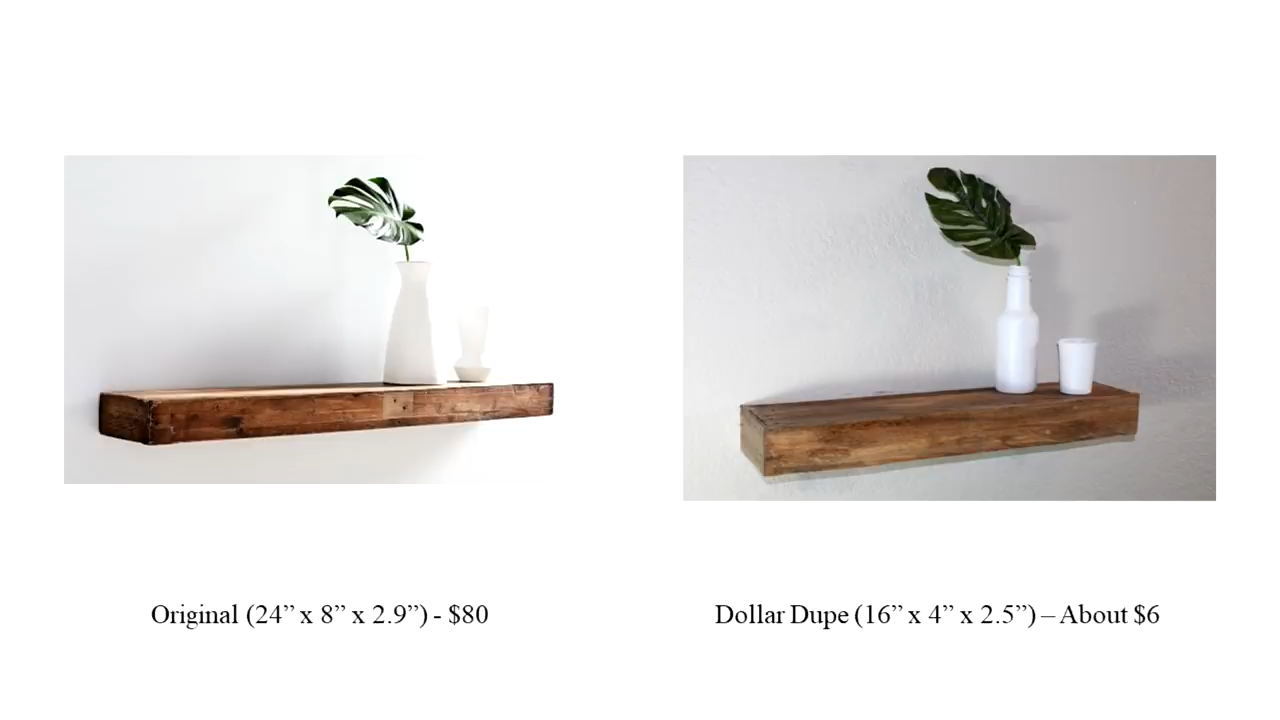 Original (24” x 8” x 2.9”) - $80
Dollar Dupe (16” x 4” x 2.5”) – About $6